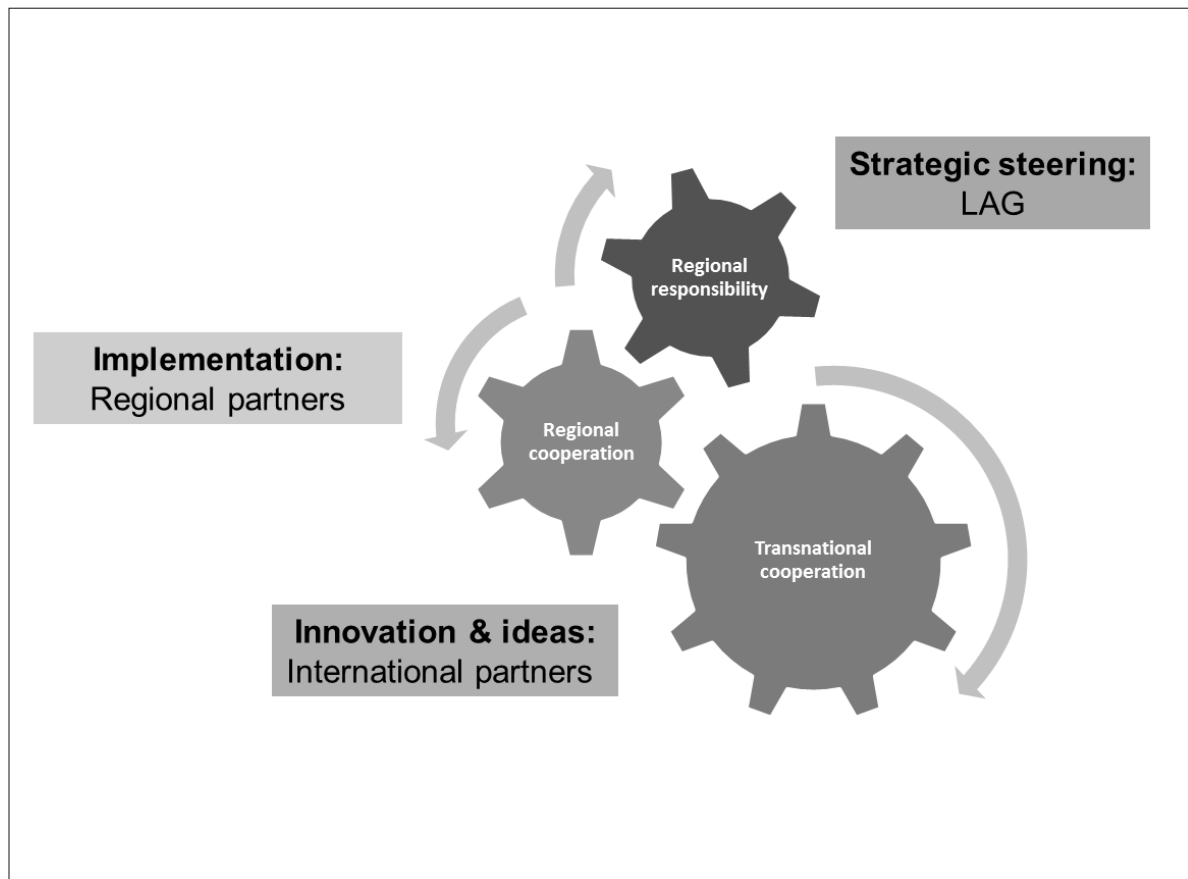 Strategic steering:
LAG
Regional
responsibility
Implementation:
Regional partners
Regional
cooperation
Transnational
cooperation
Innovation & ideas:
International partners